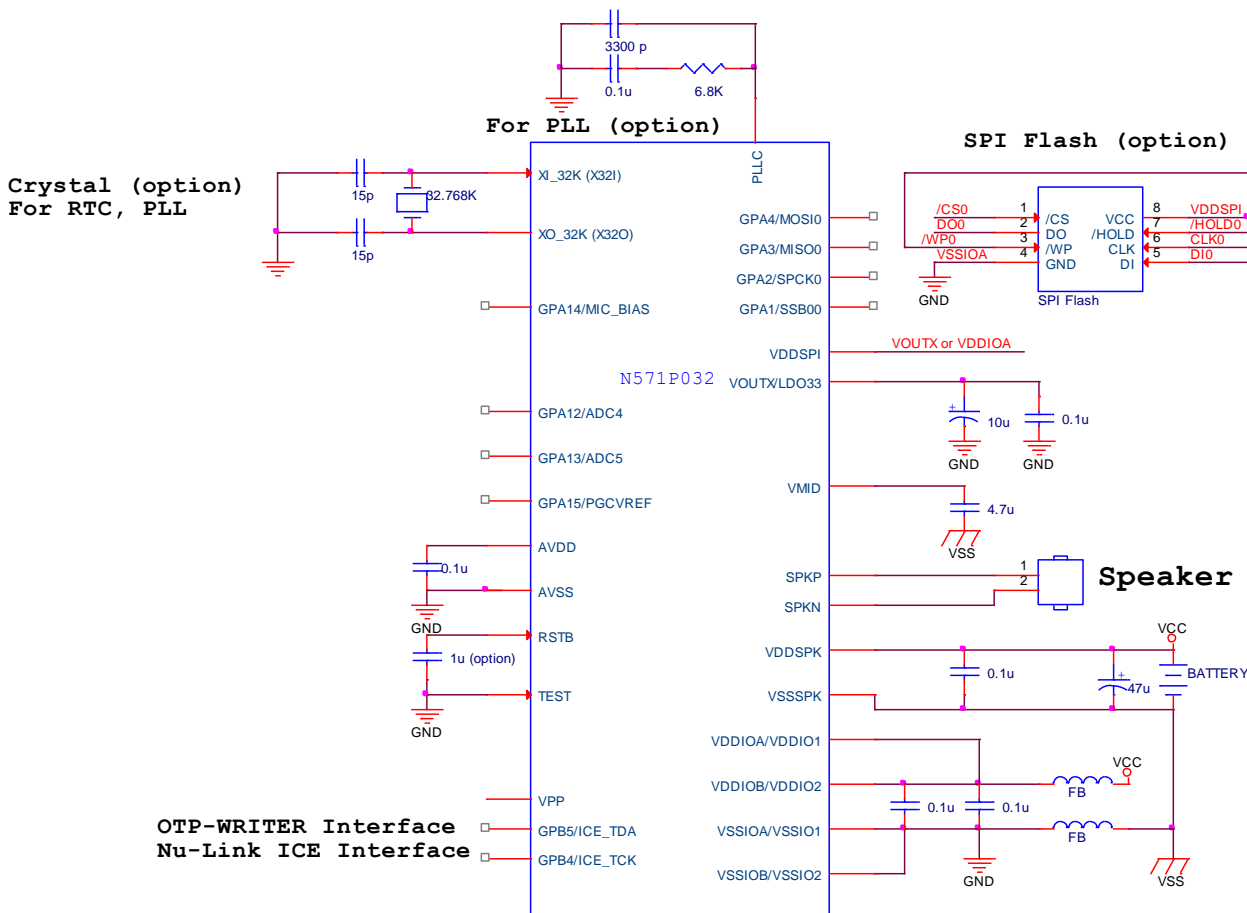 3300 p
0.1u
6.8K
For PLL (option)
SPI Flash (option)
Crystal (option)
For RTC, PLL
15p
32.768K
15p
XI_32K (X32I)
XO_32K (X32O)
PLLC
GPA14/MIC_BIAS
GPA12/ADC4
GPA13/ADC5
GPA15/PGCVREF
AVDD
0.1u
AVSS
GND
RSTB
1u (option)
TEST
GND
VPP
GPB5/ICE_TDA
GPB4/ICE_TCK
OTP-WRITER Interface
Nu-Link ICE Interface
N571P032
GPA4/MOSI0
GPA3/MISO0
GPA2/SPCK0
GPA1/SSB00
VDDSPI
VOUTX or VDDIOA
VOUTX/LDO33
10u
0.1u
GND
GND
VMID
4.7u
VSS
SPKP
SPKN
1
2
Speaker
VDDSPK
VSSSPK
0.1u
47u
VCC
BATTERY
VDDIOA/VDDIO1
VDDIOB/VDDIO2
VSSIOA/VSSIO1
VSSIOB/VSSIO2
0.1u
0.1u
FB
VCC
FB
GND
VSS
/CS0
DO0
/WP0
VSSIOA
GND
1
2
3
4
/CS
DO
/WP
GND
VCC
/HOLD
CLK
DI
8
7
6
5
VDDSPI
/HOLD0
CLK0
DI0
SPI Flash